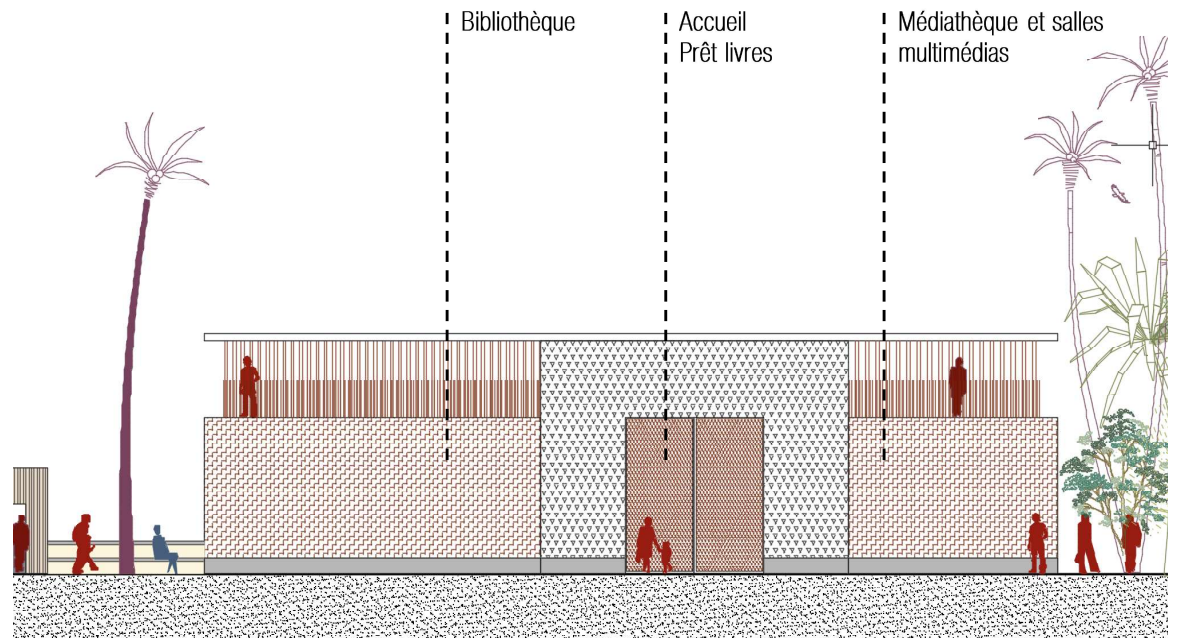 Bibliothèque
Accueil
Prêt livres
Médiathèque et salles
multimédias